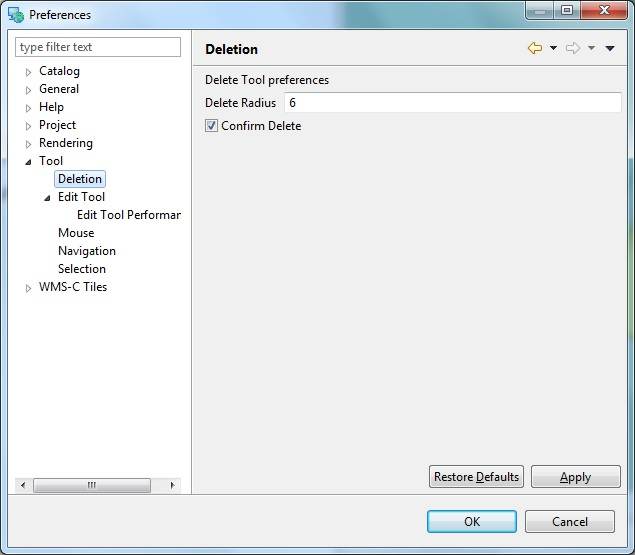 Preferences
type filter text
Catalog
General
Help
Project
Rendering
Tool
Deletion
Edit Tool
Edit Tool Performar
Mouse
Navigation
Selection
WMS-C Tiles
Deletion
Delete Tool preferences
Delete Radius 6
Confirm Delete
Restore Defaults Apply
OK Cancel